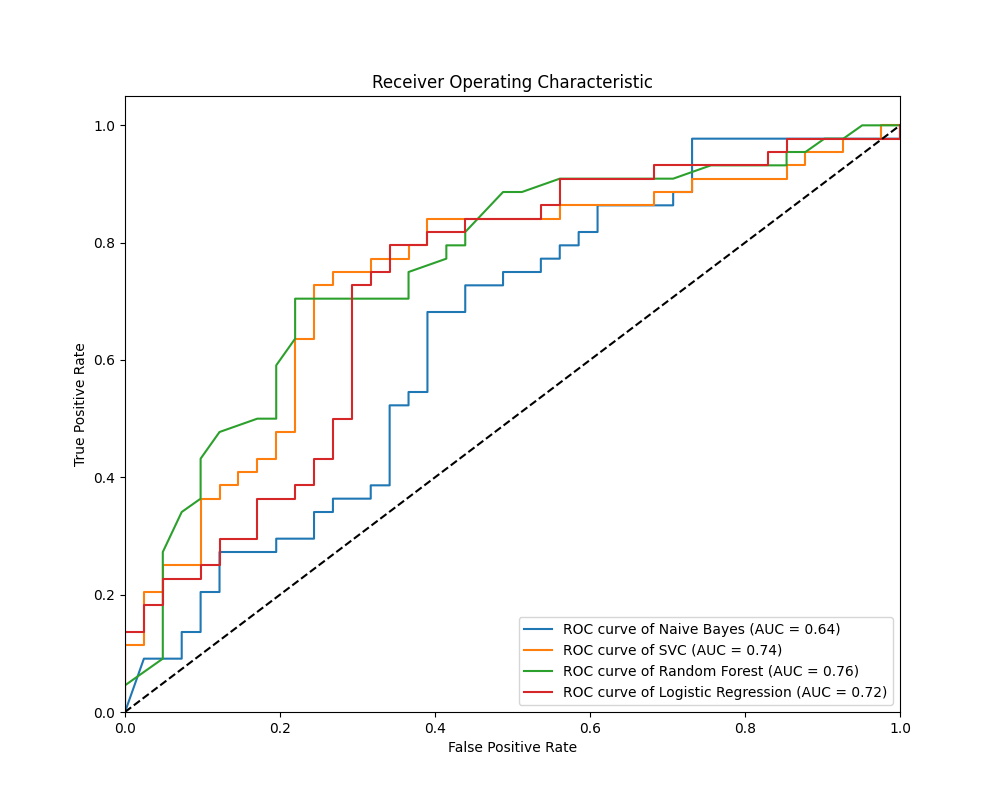 Receiver Operating Characteristic
True Positive Rate
1.0
0.8
0.6
0.4
0.2
0.0
ROC curve of Naive Bayes (AUC = 0.64)
ROC curve of SVC (AUC = 0.74)
ROC curve of Random Forest (AUC = 0.76)
ROC curve of Logistic Regression (AUC = 0.72)
0.0 0.2 0.4 0.6 0.8 1.0
False Positive Rate